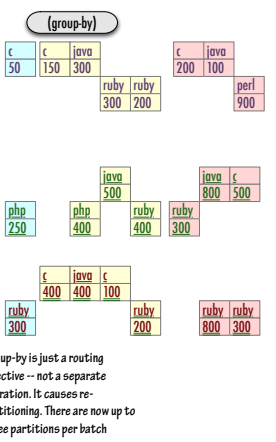 (group-by)
c c java c java
50 150 300 200 100
ruby ruby perl
300 200 900
java java c
500 800 500
php php ruby ruby
250 400 400 300
c java c
400 400 100
ruby ruby ruby ruby
300 200 800 300
up-by is just a routing
ective -- not a separate
ration. It causes re-
titioning. There are now up to
ee partitions per batch